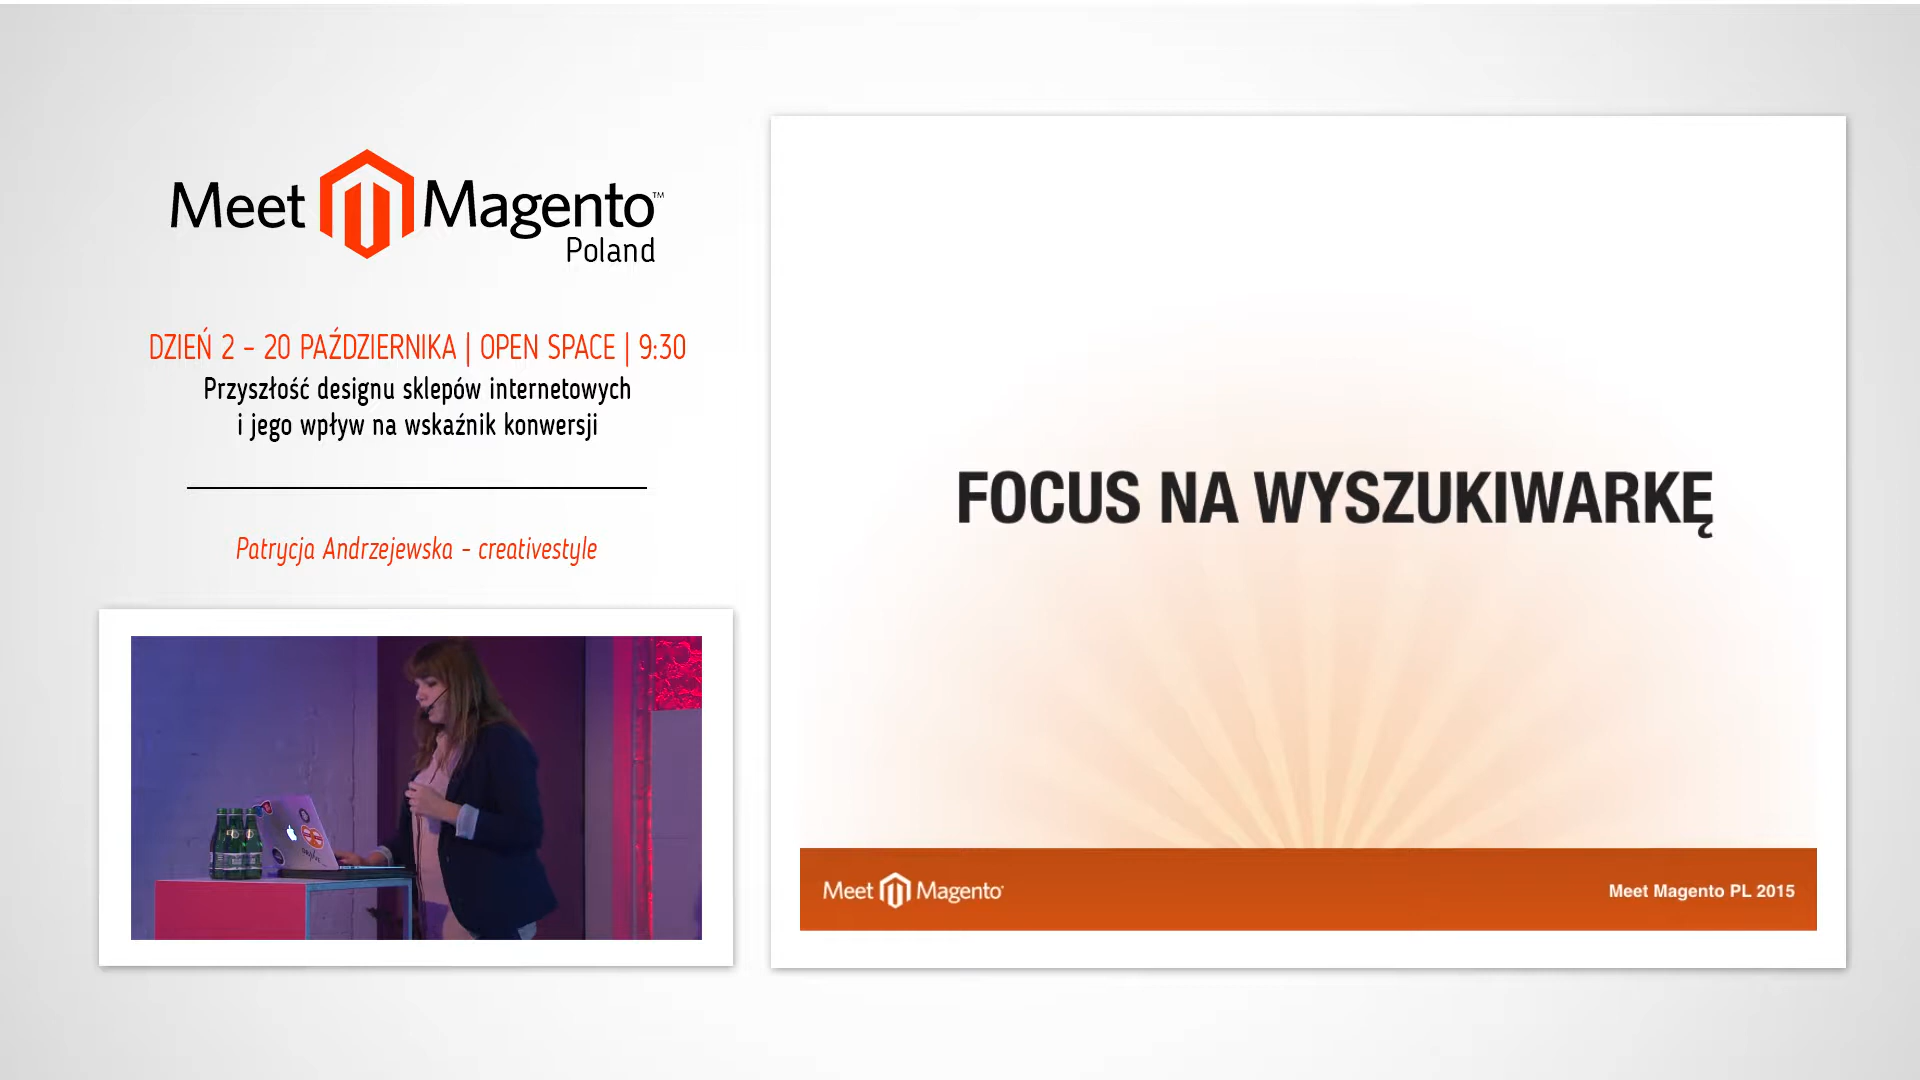 Meet Magento™
Poland
DZIEŃ 2 – 20 PAŹDZIERNIKA | OPEN SPACE | 9:30
Przyszłość designu sklepów internetowych
i jego wpływ na wskaźnik konwersji
Patrycja Andrzejewska - creativestyle
FOCUS NA WYSZUKIWARKĘ
Meet Magento
Meet Magento PL 2015